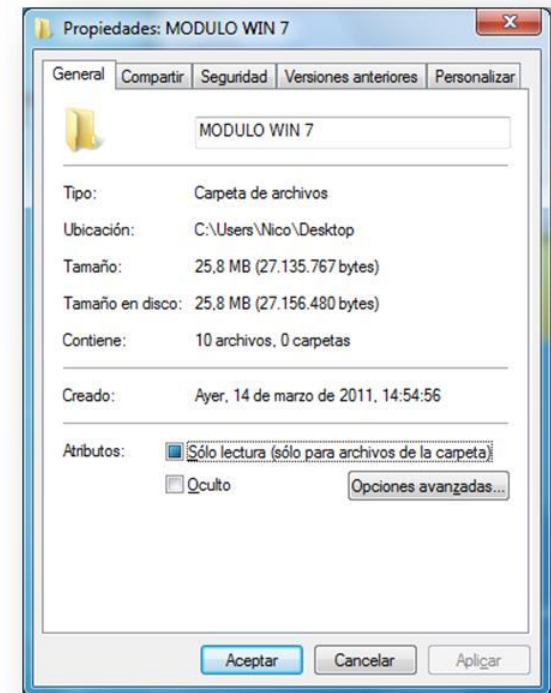 Propiedades: MODULO WIN 7
General Compartir Seguridad Versiones anteriores Personalizar
MODULO WIN 7
Tipo: Carpeta de archivos
Ubicación: C:\Users\Nico\Desktop
Tamaño: 25,8 MB (27.135.767 bytes)
Tamaño en disco: 25,8 MB (27.156.480 bytes)
Contiene: 10 archivos, 0 carpetas
Creado: Ayer, 14 de marzo de 2011, 14:54:56
Atributos: Sólo lectura (sólo para archivos de la carpeta)
Oculto Opciones avanzadas...
Aceptar Cancelar Aplicar